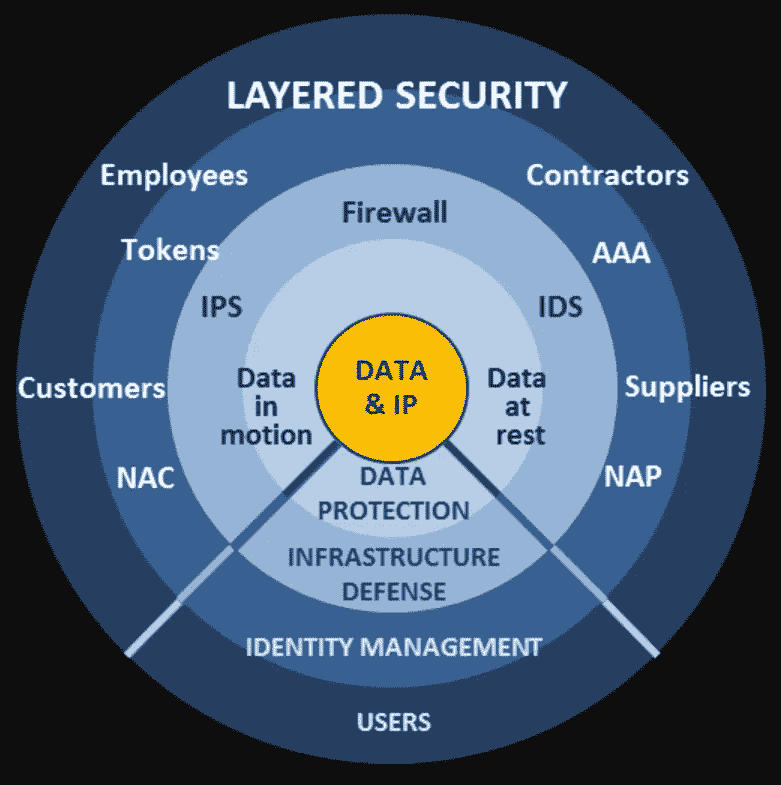 LAYERED SECURITY
Employees
Contractors
Firewall
Tokens
AAA
IPS
IDS
DATA
& IP
Data
in
motion
Data
at
rest
Customers
Suppliers
NAC
NAP
DATA
PROTECTION
INFRASTRUCTURE
DEFENSE
IDENTITY MANAGEMENT
USERS